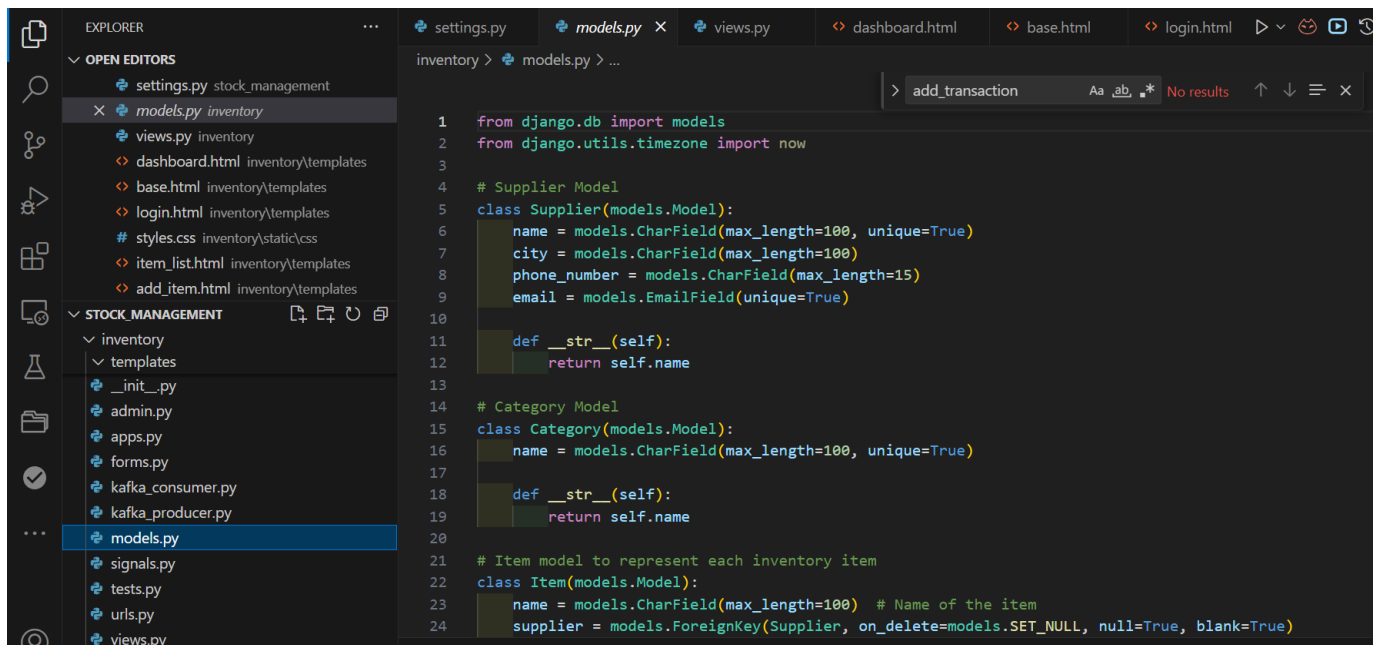 EXPLORER
···
OPEN EDITORS
settings.py stock_management
models.py inventory
views.py inventory
dashboard.html inventory\templates
base.html inventory\templates
login.html inventory\templates
# styles.css inventory\static\css
item_list.html inventory\templates
add_item.html inventory\templates
STOCK_MANAGEMENT
inventory
templates
__init__.py
admin.py
apps.py
forms.py
kafka_consumer.py
kafka_producer.py
models.py
signals.py
tests.py
urls.py
views.py
settings.py models.py views.py dashboard.html base.html login.html
inventory > models.py > ...
add_transaction Aa ab .* No results
1 from django.db import models
2 from django.utils.timezone import now
3
4 # Supplier Model
5 class Supplier(models.Model):
6 name = models.CharField(max_length=100, unique=True)
7 city = models.CharField(max_length=100)
8 phone_number = models.CharField(max_length=15)
9 email = models.EmailField(unique=True)
10
11 def __str__(self):
12 return self.name
13
14 # Category Model
15 class Category(models.Model):
16 name = models.CharField(max_length=100, unique=True)
17
18 def __str__(self):
19 return self.name
20
21 # Item model to represent each inventory item
22 class Item(models.Model):
23 name = models.CharField(max_length=100) # Name of the item
24 supplier = models.ForeignKey(Supplier, on_delete=models.SET_NULL, null=True, blank=True)